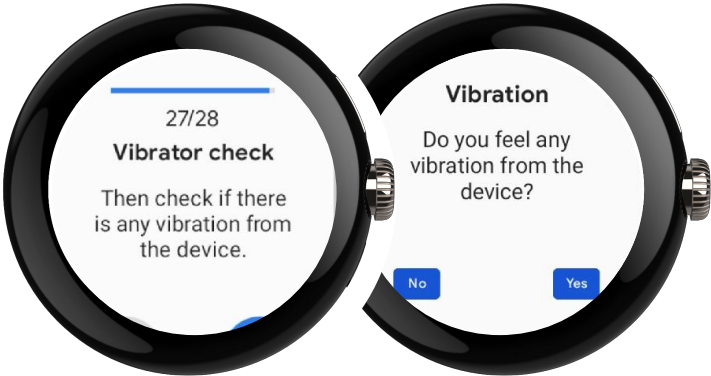 27/28
Vibrator check
Then check if there
is any vibration from
the device.
Vibration
Do you feel any
vibration from the
device?
No
Yes